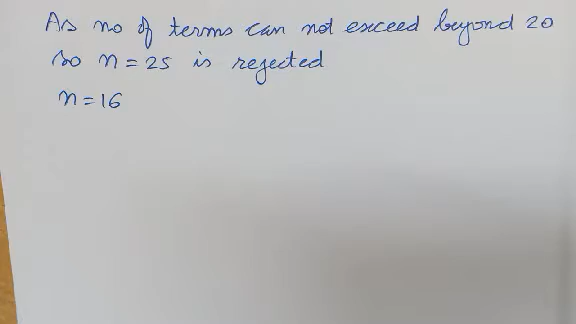 As no of terms can not exceed beyond 20
so n = 25 is rejected
n = 16